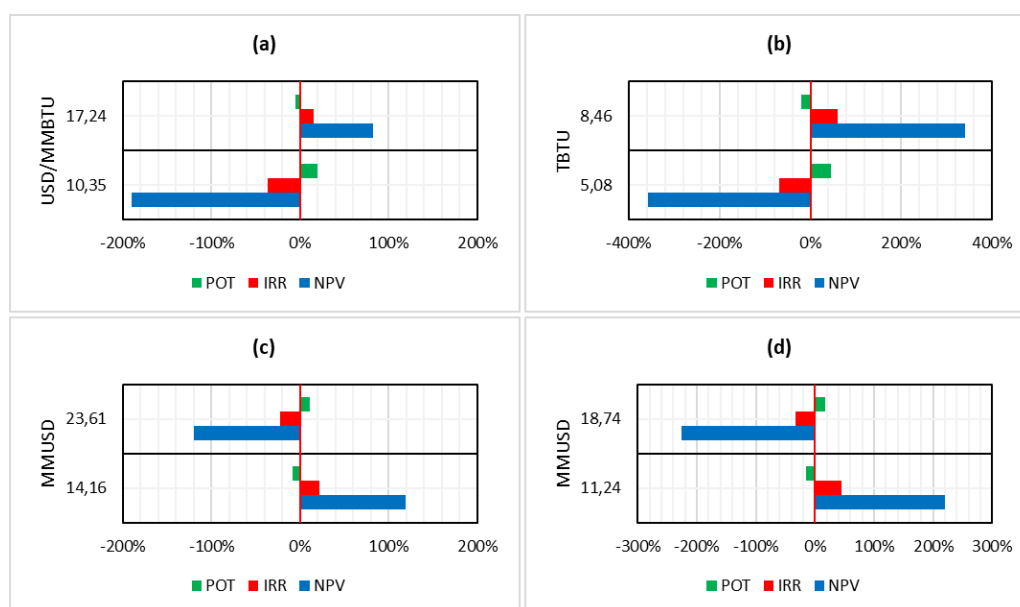 (a)
USD/MMBTU
17,24
10,35
-200% -100% 0% 100% 200%
POT IRR NPV
(b)
TBTU
8,46
5,08
-400% -200% 0% 200% 400%
POT IRR NPV
(c)
MMUSD
23,61
14,16
-200% -100% 0% 100% 200%
POT IRR NPV
(d)
MMUSD
18,74
11,24
-300% -200% -100% 0% 100% 200% 300%
POT IRR NPV